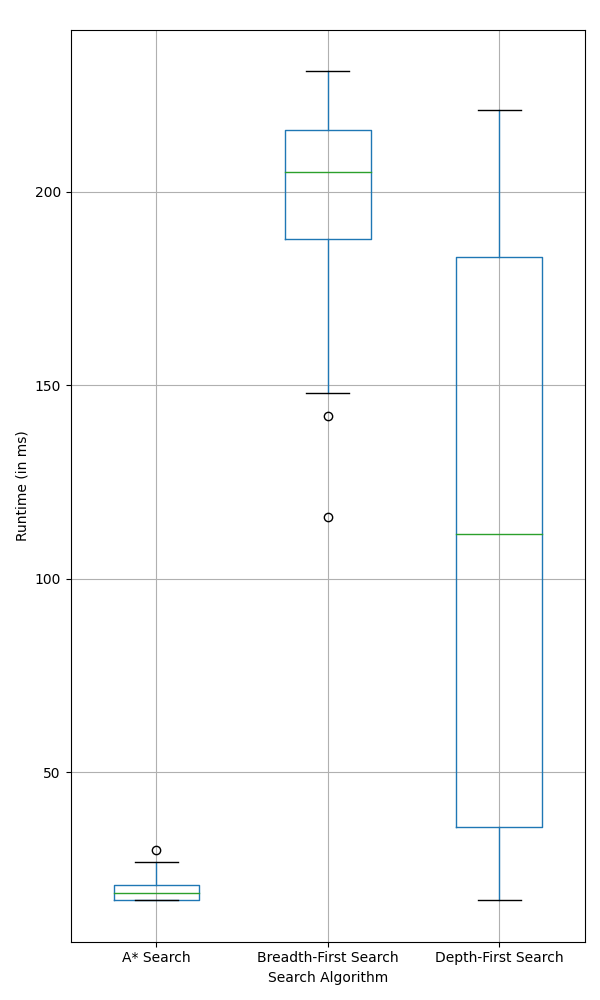 200
150
100
50
Runtime (in ms)
A* Search
Breadth-First Search
Depth-First Search
Search Algorithm